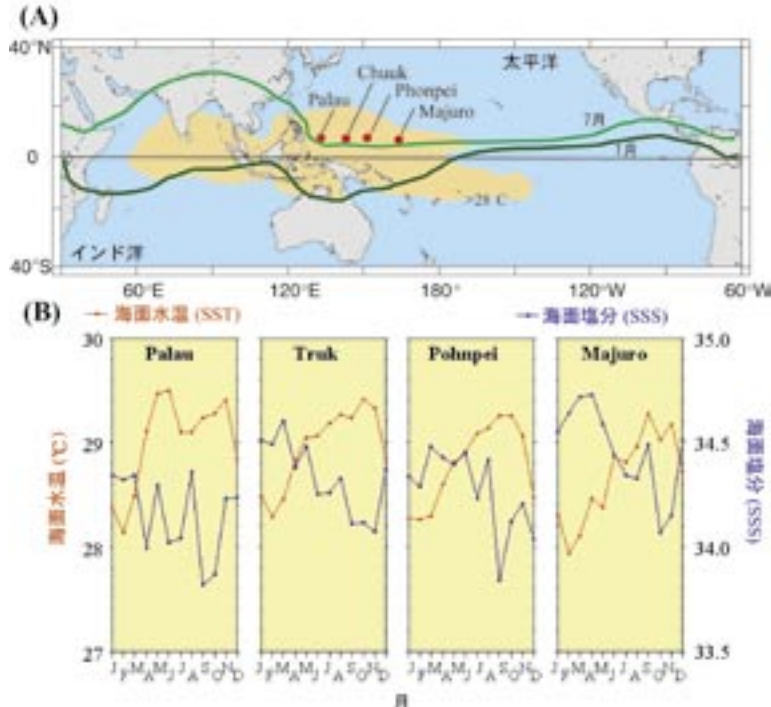 (A)
40°N
太平洋
Chuuk
Palau
Phonpei
Majuro
7月
0
1月
>28 C
インド洋
40°S
60°E
120°E
180°
120°W
60°W
(B)
海面水温 (SST)
海面塩分 (SSS)
30
Palau
Truk
Pohnpei
Majuro
35.0
29
34.5
海面水温 (℃)
海面塩分 (SSS)
28
34.0
27
33.5
J F M A M J J A S O N D
J F M A M J J A S O N D
J F M A M J J A S O N D
J F M A M J J A S O N D
月